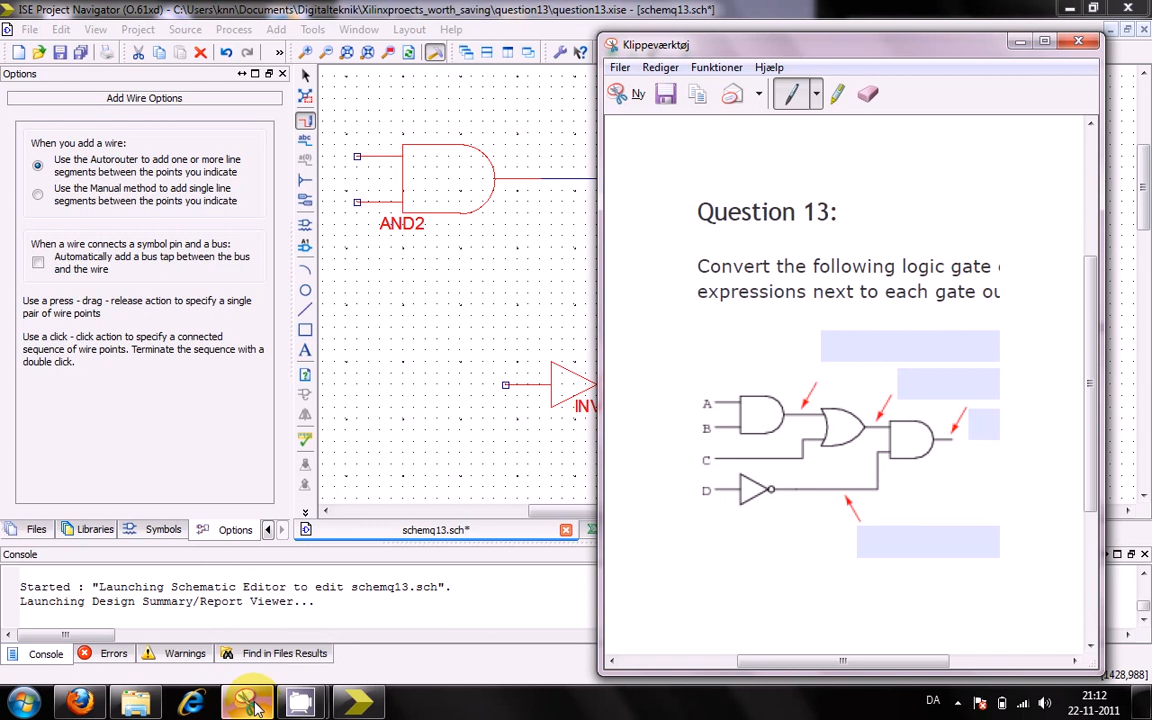 ISE Project Navigator (O.61xd) - C:\Users\knn\Documents\Digitalteknik\Xilinxproects_worth_saving\question13\question13.xise - [schemq13.sch*]
File Edit View Project Source Process Add Tools Window Layout Help
Options
Add Wire Options
When you add a wire:
Use the Autorouter to add one or more line
segments between the points you indicate
Use the Manual method to add single line
segments between the points you indicate
When a wire connects a symbol pin and a bus:
Automatically add a bus tap between the bus
and the wire
Use a press - drag - release action to specify a single
pair of wire points
Use a click - click action to specify a connected
sequence of wire points. Terminate the sequence with a
double click.
Files Libraries Symbols Options
abc
A1
A
AND2
schemq13.sch*
Klippeværktøj
Filer Rediger Funktioner Hjælp
Ny
Question 13:
Convert the following logic gate
expressions next to each gate
A
B
C
D
Console
Started : "Launching Schematic Editor to edit schemq13.sch".
Launching Design Summary/Report Viewer...
Console Errors Warnings Find in Files Results
[1428,988]
DA
21:12
22-11-2011